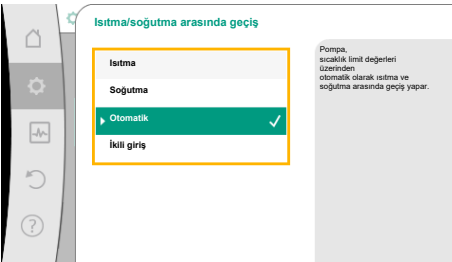 Isıtma/soğutma arasında geçiş
Isıtma
Soğutma
Otomatik
İkili giriş
Pompa,
sıcaklık limit değerleri
üzerinden
otomatik olarak ısıtma ve
soğutma arasında geçiş yapar.